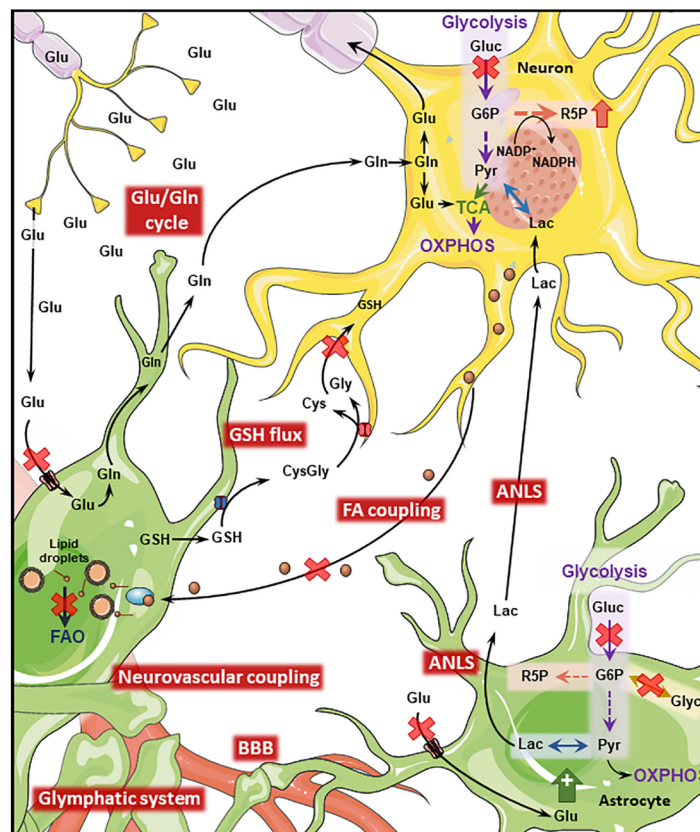 Glycolysis
Gluc
Neuron
Glu
Glu
Glu
Glu
Glu
G6P
R5P
NADP+
NADPH
Glu
Gln
Gln
Pyr
Glu
TCA
Lac
OXPHOS
Glu/Gln
cycle
Glu
Glu
Glu
Glu
Gln
Lac
GSH
Gln
Gly
Cys
Glu
GSH flux
CysGly
Gln
Glu
ANLS
FA coupling
GSH
GSH
Lipid
droplets
FAO
Glycolysis
Lac
Gluc
ANLS
Neurovascular coupling
R5P
G6P
Glu
Glyc
BBB
Lac
Pyr
OXPHOS
+
Glymphatic system
Glu
Astrocyte